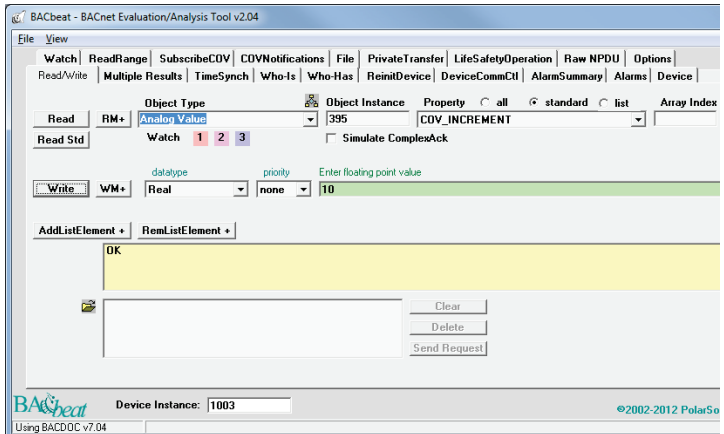 BACbeat - BACnet Evaluation/Analysis Tool v2.04
File View
Watch ReadRange SubscribeCOV COVNotifications File PrivateTransfer LifeSafetyOperation Raw NPDU Options
Read/Write Multiple Results TimeSynch Who-Is Who-Has ReinitDevice DeviceCommCtl AlarmSummary Alarms Device
Object Type Object Instance Property all standard list Array Index
Read RM+ Analog Value 395 COV_INCREMENT
Read Std Watch 1 2 3 Simulate ComplexAck
datatype priority Enter floating point value
Write WM+ Real none 10
AddListElement + RemListElement +
OK
Clear
Delete
Send Request
BACbeat Device Instance: 1003 ©2002-2012 PolarSo
Using BACDOC v7.04